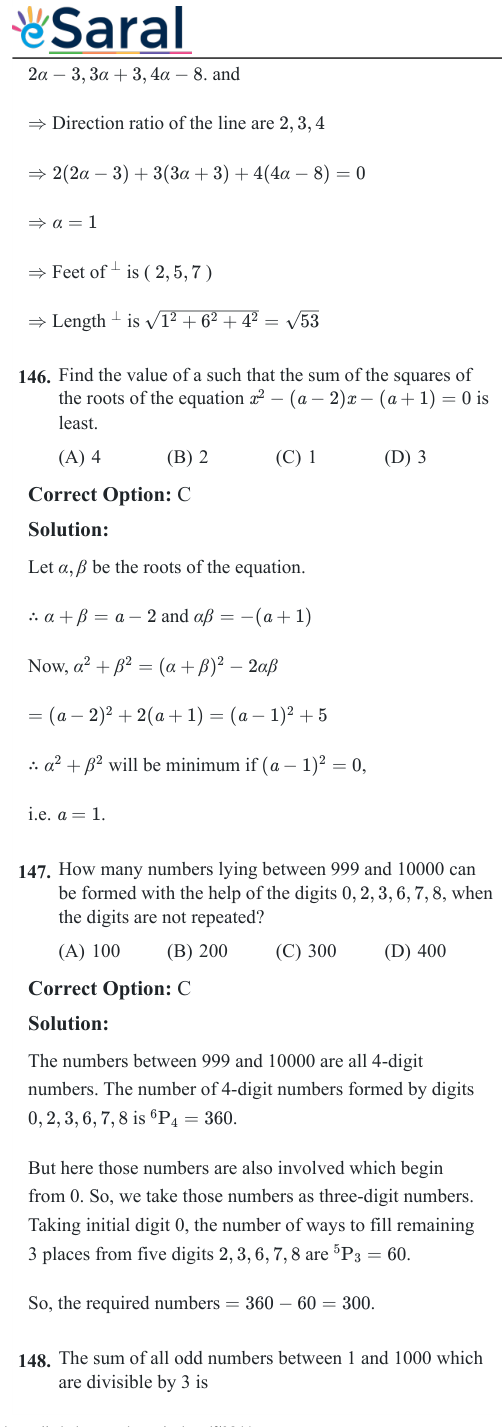 eSaral
2α − 3, 3α + 3, 4α − 8. and
⇒ Direction ratio of the line are 2, 3, 4
⇒ 2(2α − 3) + 3(3α + 3) + 4(4α − 8) = 0
⇒ α = 1
⇒ Feet of ⊥ is ( 2, 5, 7 )
⇒ Length ⊥ is √(1² + 6² + 4²) = √53
146. Find the value of a such that the sum of the squares of
the roots of the equation x² − (a − 2)x − (a + 1) = 0 is
least.
(A) 4 (B) 2 (C) 1 (D) 3
Correct Option: C
Solution:
Let α, β be the roots of the equation.
∴ α + β = a − 2 and αβ = −(a + 1)
Now, α² + β² = (α + β)² − 2αβ
= (a − 2)² + 2(a + 1) = (a − 1)² + 5
∴ α² + β² will be minimum if (a − 1)² = 0,
i.e. a = 1.
147. How many numbers lying between 999 and 10000 can
be formed with the help of the digits 0, 2, 3, 6, 7, 8, when
the digits are not repeated?
(A) 100 (B) 200 (C) 300 (D) 400
Correct Option: C
Solution:
The numbers between 999 and 10000 are all 4-digit
numbers. The number of 4-digit numbers formed by digits
0, 2, 3, 6, 7, 8 is ⁶P₄ = 360.
But here those numbers are also involved which begin
from 0. So, we take those numbers as three-digit numbers.
Taking initial digit 0, the number of ways to fill remaining
3 places from five digits 2, 3, 6, 7, 8 are ⁵P₃ = 60.
So, the required numbers = 360 − 60 = 300.
148. The sum of all odd numbers between 1 and 1000 which
are divisible by 3 is